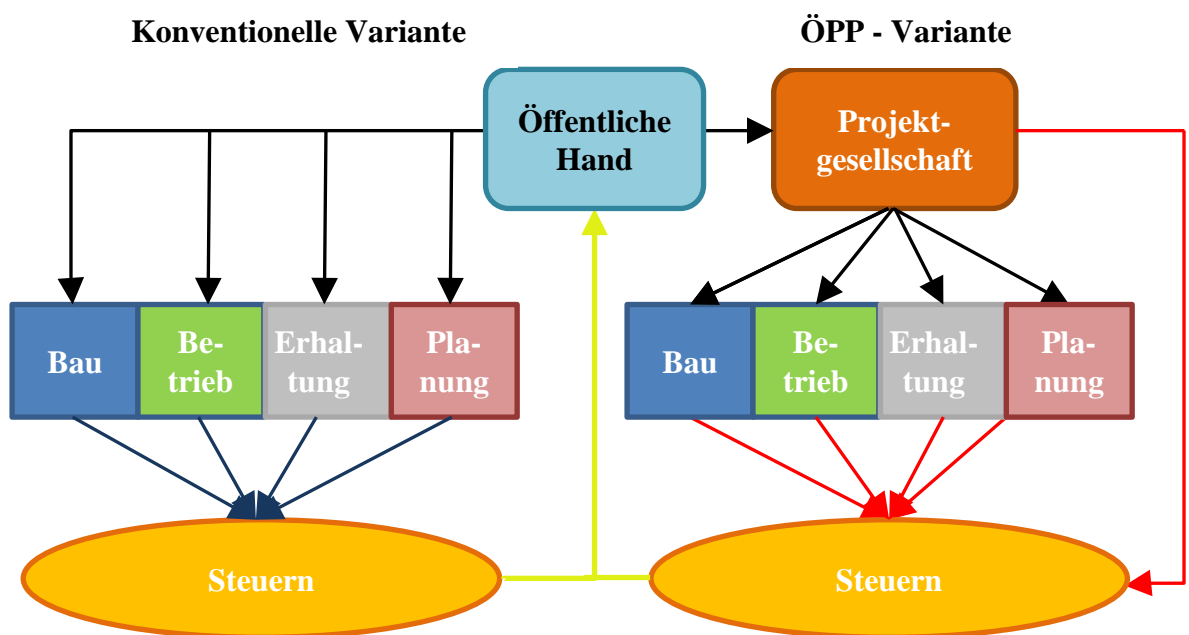 Konventionelle Variante
ÖPP - Variante
Öffentliche
Hand
Projekt-
gesellschaft
Bau
Be-
trieb
Erhal-
tung
Pla-
nung
Bau
Be-
trieb
Erhal-
tung
Pla-
nung
Steuern
Steuern